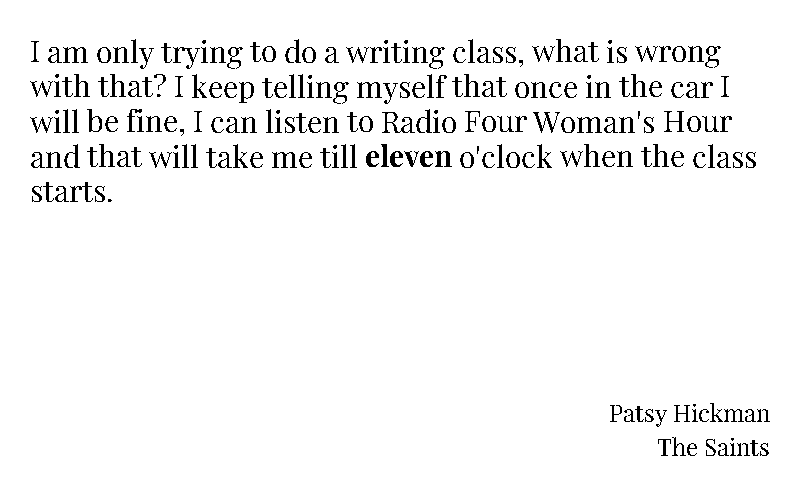 I am only trying to do a writing class, what is wrong
with that? I keep telling myself that once in the car I
will be fine, I can listen to Radio Four Woman's Hour
and that will take me till eleven o'clock when the class
starts.
Patsy Hickman
The Saints